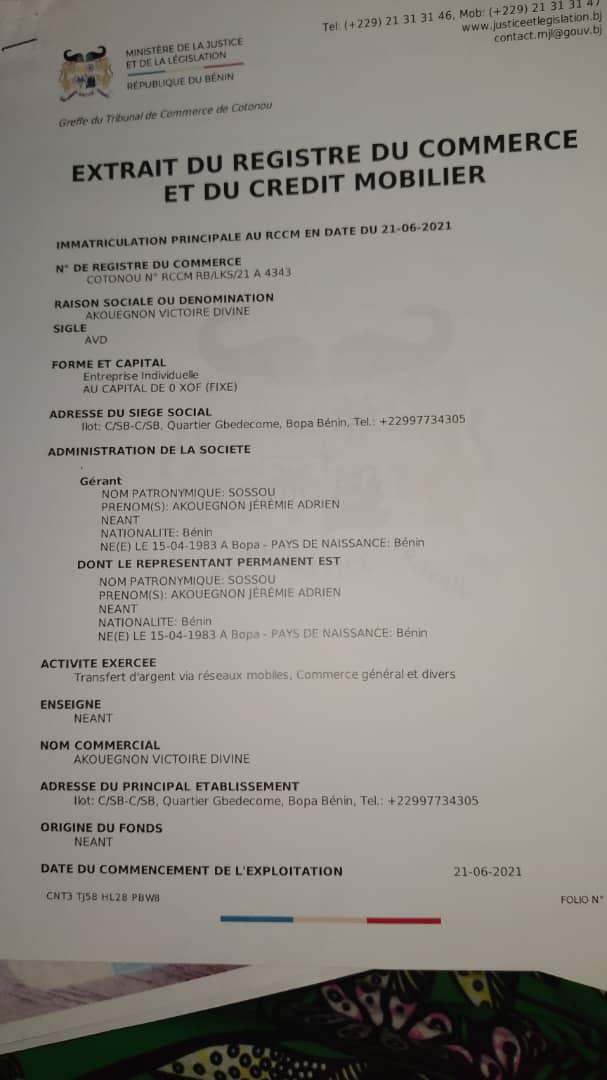 Tel: (+229) 21 31 31 46, Mob: (+229) 21 31 31 47
www.justiceetlegislation.bj
contact.mjl@gouv.bj
MINISTÈRE DE LA JUSTICE
ET DE LA LÉGISLATION
RÉPUBLIQUE DU BÉNIN
Greffe du Tribunal de Commerce de Cotonou
EXTRAIT DU REGISTRE DU COMMERCE
ET DU CREDIT MOBILIER
IMMATRICULATION PRINCIPALE AU RCCM EN DATE DU 21-06-2021
N° DE REGISTRE DU COMMERCE
COTONOU N° RCCM RB/LKS/21 A 4343
RAISON SOCIALE OU DENOMINATION
AKOUEGNON VICTOIRE DIVINE
SIGLE
AVD
FORME ET CAPITAL
Entreprise Individuelle
AU CAPITAL DE 0 XOF (FIXE)
ADRESSE DU SIEGE SOCIAL
Ilot: C/SB-C/SB, Quartier Gbedecome, Bopa Bénin, Tel.: +22997734305
ADMINISTRATION DE LA SOCIETE
.
Gérant
NOM PATRONYMIQUE: SOSSOU
PRENOM(S): AKOUEGNON JÉRÉMIE ADRIEN
NEANT
NATIONALITE: Bénin
NE(E) LE 15-04-1983 A Bopa - PAYS DE NAISSANCE: Bénin
DONT LE REPRESENTANT PERMANENT EST
NOM PATRONYMIQUE: SOSSOU
PRENOM(S): AKOUEGNON JÉRÉMIE ADRIEN
NEANT
NATIONALITE: Bénin
NE(E) LE 15-04-1983 A Bopa - PAYS DE NAISSANCE: Bénin
ACTIVITE EXERCEE
Transfert d'argent via réseaux mobiles, Commerce général et divers
ENSEIGNE
NEANT
NOM COMMERCIAL
AKOUEGNON VICTOIRE DIVINE
ADRESSE DU PRINCIPAL ETABLISSEMENT
Ilot: C/SB-C/SB, Quartier Gbedecome, Bopa Bénin, Tel.: +22997734305
ORIGINE DU FONDS
NEANT
DATE DU COMMENCEMENT DE L'EXPLOITATION 21-06-2021
CNT3 TJ58 HL28 PBW8
FOLIO N°